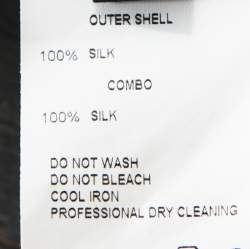 OUTER SHELL
100% SILK
COMBO
100% SILK
DO NOT WASH
DO NOT BLEACH
COOL IRON
PROFESSIONAL DRY CLEANING